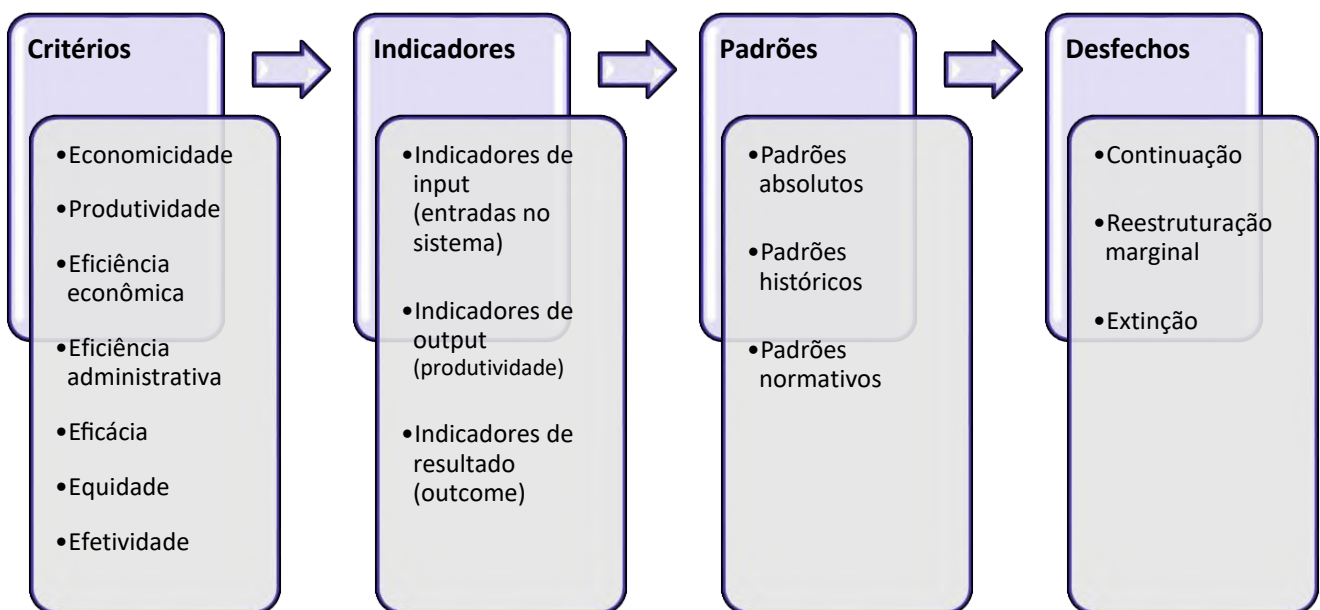 Critérios
•Economicidade
•Produtividade
•Eficiência
econômica
•Eficiência
administrativa
•Eficácia
•Equidade
•Efetividade
Indicadores
•Indicadores de
input
(entradas no
sistema)
•Indicadores de
output
(produtividade)
•Indicadores de
resultado
(outcome)
Padrões
•Padrões
absolutos
•Padrões
históricos
•Padrões
normativos
Desfechos
•Continuação
•Reestruturação
marginal
•Extinção